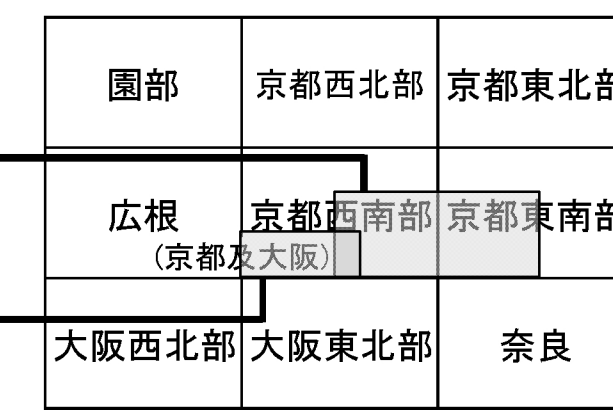 園部 京都西北部 京都東北部
広根 京都西南部 京都東南部
(京都及大阪)
大阪西北部 大阪東北部 奈良